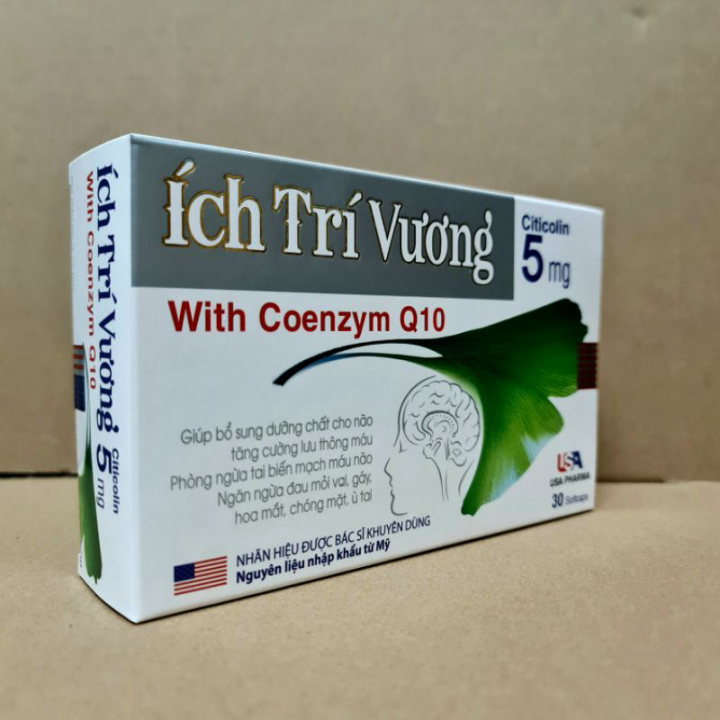 Ích Trí Vương
Citicolin
5 mg
With Coenzym Q10
Giúp bổ sung dưỡng chất cho não
tăng cường lưu thông máu
Phòng ngừa tai biến mạch máu não
Ngăn ngừa đau mỏi vai, gáy,
hoa mắt, chóng mặt, ù tai
NHÃN HIỆU ĐƯỢC BÁC SĨ KHUYÊN DÙNG
Nguyên liệu nhập khẩu từ Mỹ
USA
USA PHARMA
30 Softcaps
Ích Trí Vương
With Coenzym Q10
Citicolin
5 mg